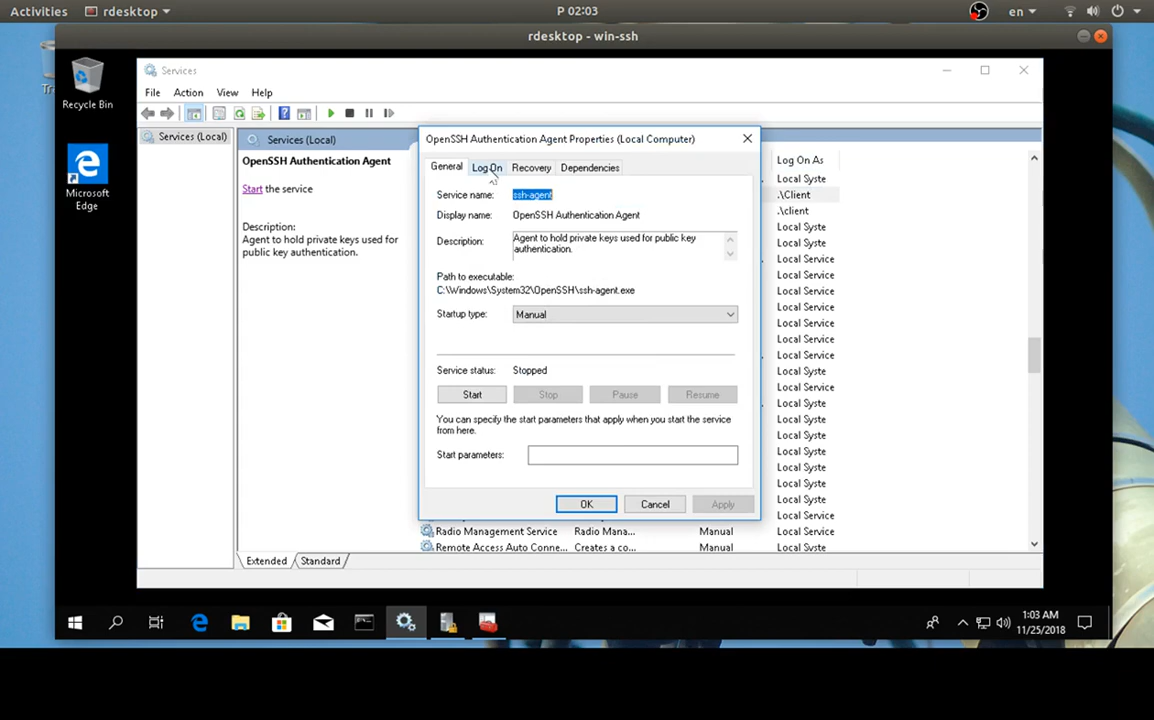 Activities rdesktop P 02:03 en
rdesktop - win-ssh
Recycle Bin
Microsoft
Edge
Services
File Action View Help
Services (Local)
Services (Local)
OpenSSH Authentication Agent
Start the service
Description:
Agent to hold private keys used for
public key authentication.
OpenSSH Authentication Agent Properties (Local Computer)
General Log On Recovery Dependencies
Service name: ssh-agent
Display name: OpenSSH Authentication Agent
Description: Agent to hold private keys used for public key
authentication.
Path to executable:
C:\Windows\System32\OpenSSH\ssh-agent.exe
Startup type: Manual
Service status: Stopped
Start Stop Pause Resume
You can specify the start parameters that apply when you start the service
from here.
Start parameters:
OK Cancel Apply
Log On As
Local Syste
.\Client
.\client
Local Syste
Local Syste
Local Service
Local Syste
Local Service
Local Service
Local Service
Local Service
Local Service
Local Syste
Local Service
Local Syste
Local Syste
Local Syste
Local Syste
Local Syste
Local Syste
Local Syste
Local Service
Radio Management Service Radio Mana... Manual Local Service
Remote Access Auto Conne... Creates a co... Manual Local Syste
Extended Standard
1:03 AM
11/25/2018